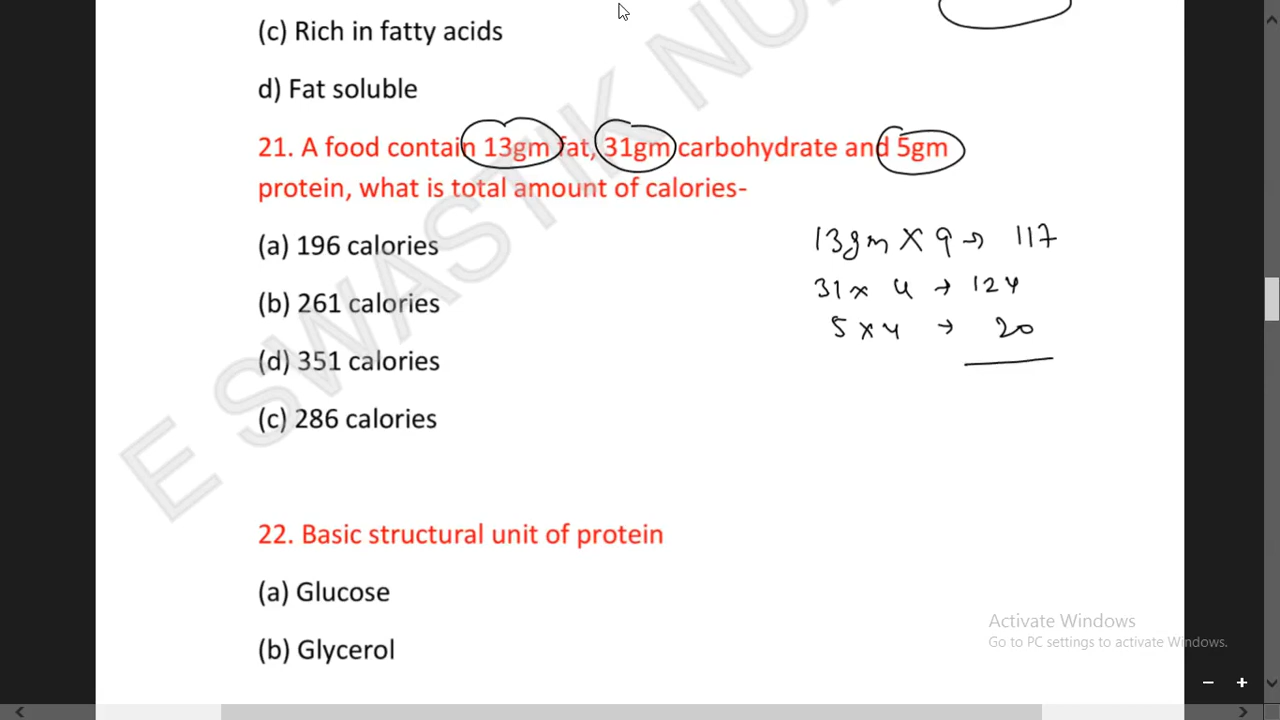 (c) Rich in fatty acids
d) Fat soluble
21. A food contain 13gm fat, 31gm carbohydrate and 5gm
protein, what is total amount of calories-
(a) 196 calories
13gm X 9 → 117
(b) 261 calories
31 x 4 → 124
5 x 4 → 20
(d) 351 calories
(c) 286 calories
22. Basic structural unit of protein
(a) Glucose
(b) Glycerol
E SWASTIK NU
Activate Windows
Go to PC settings to activate Windows.